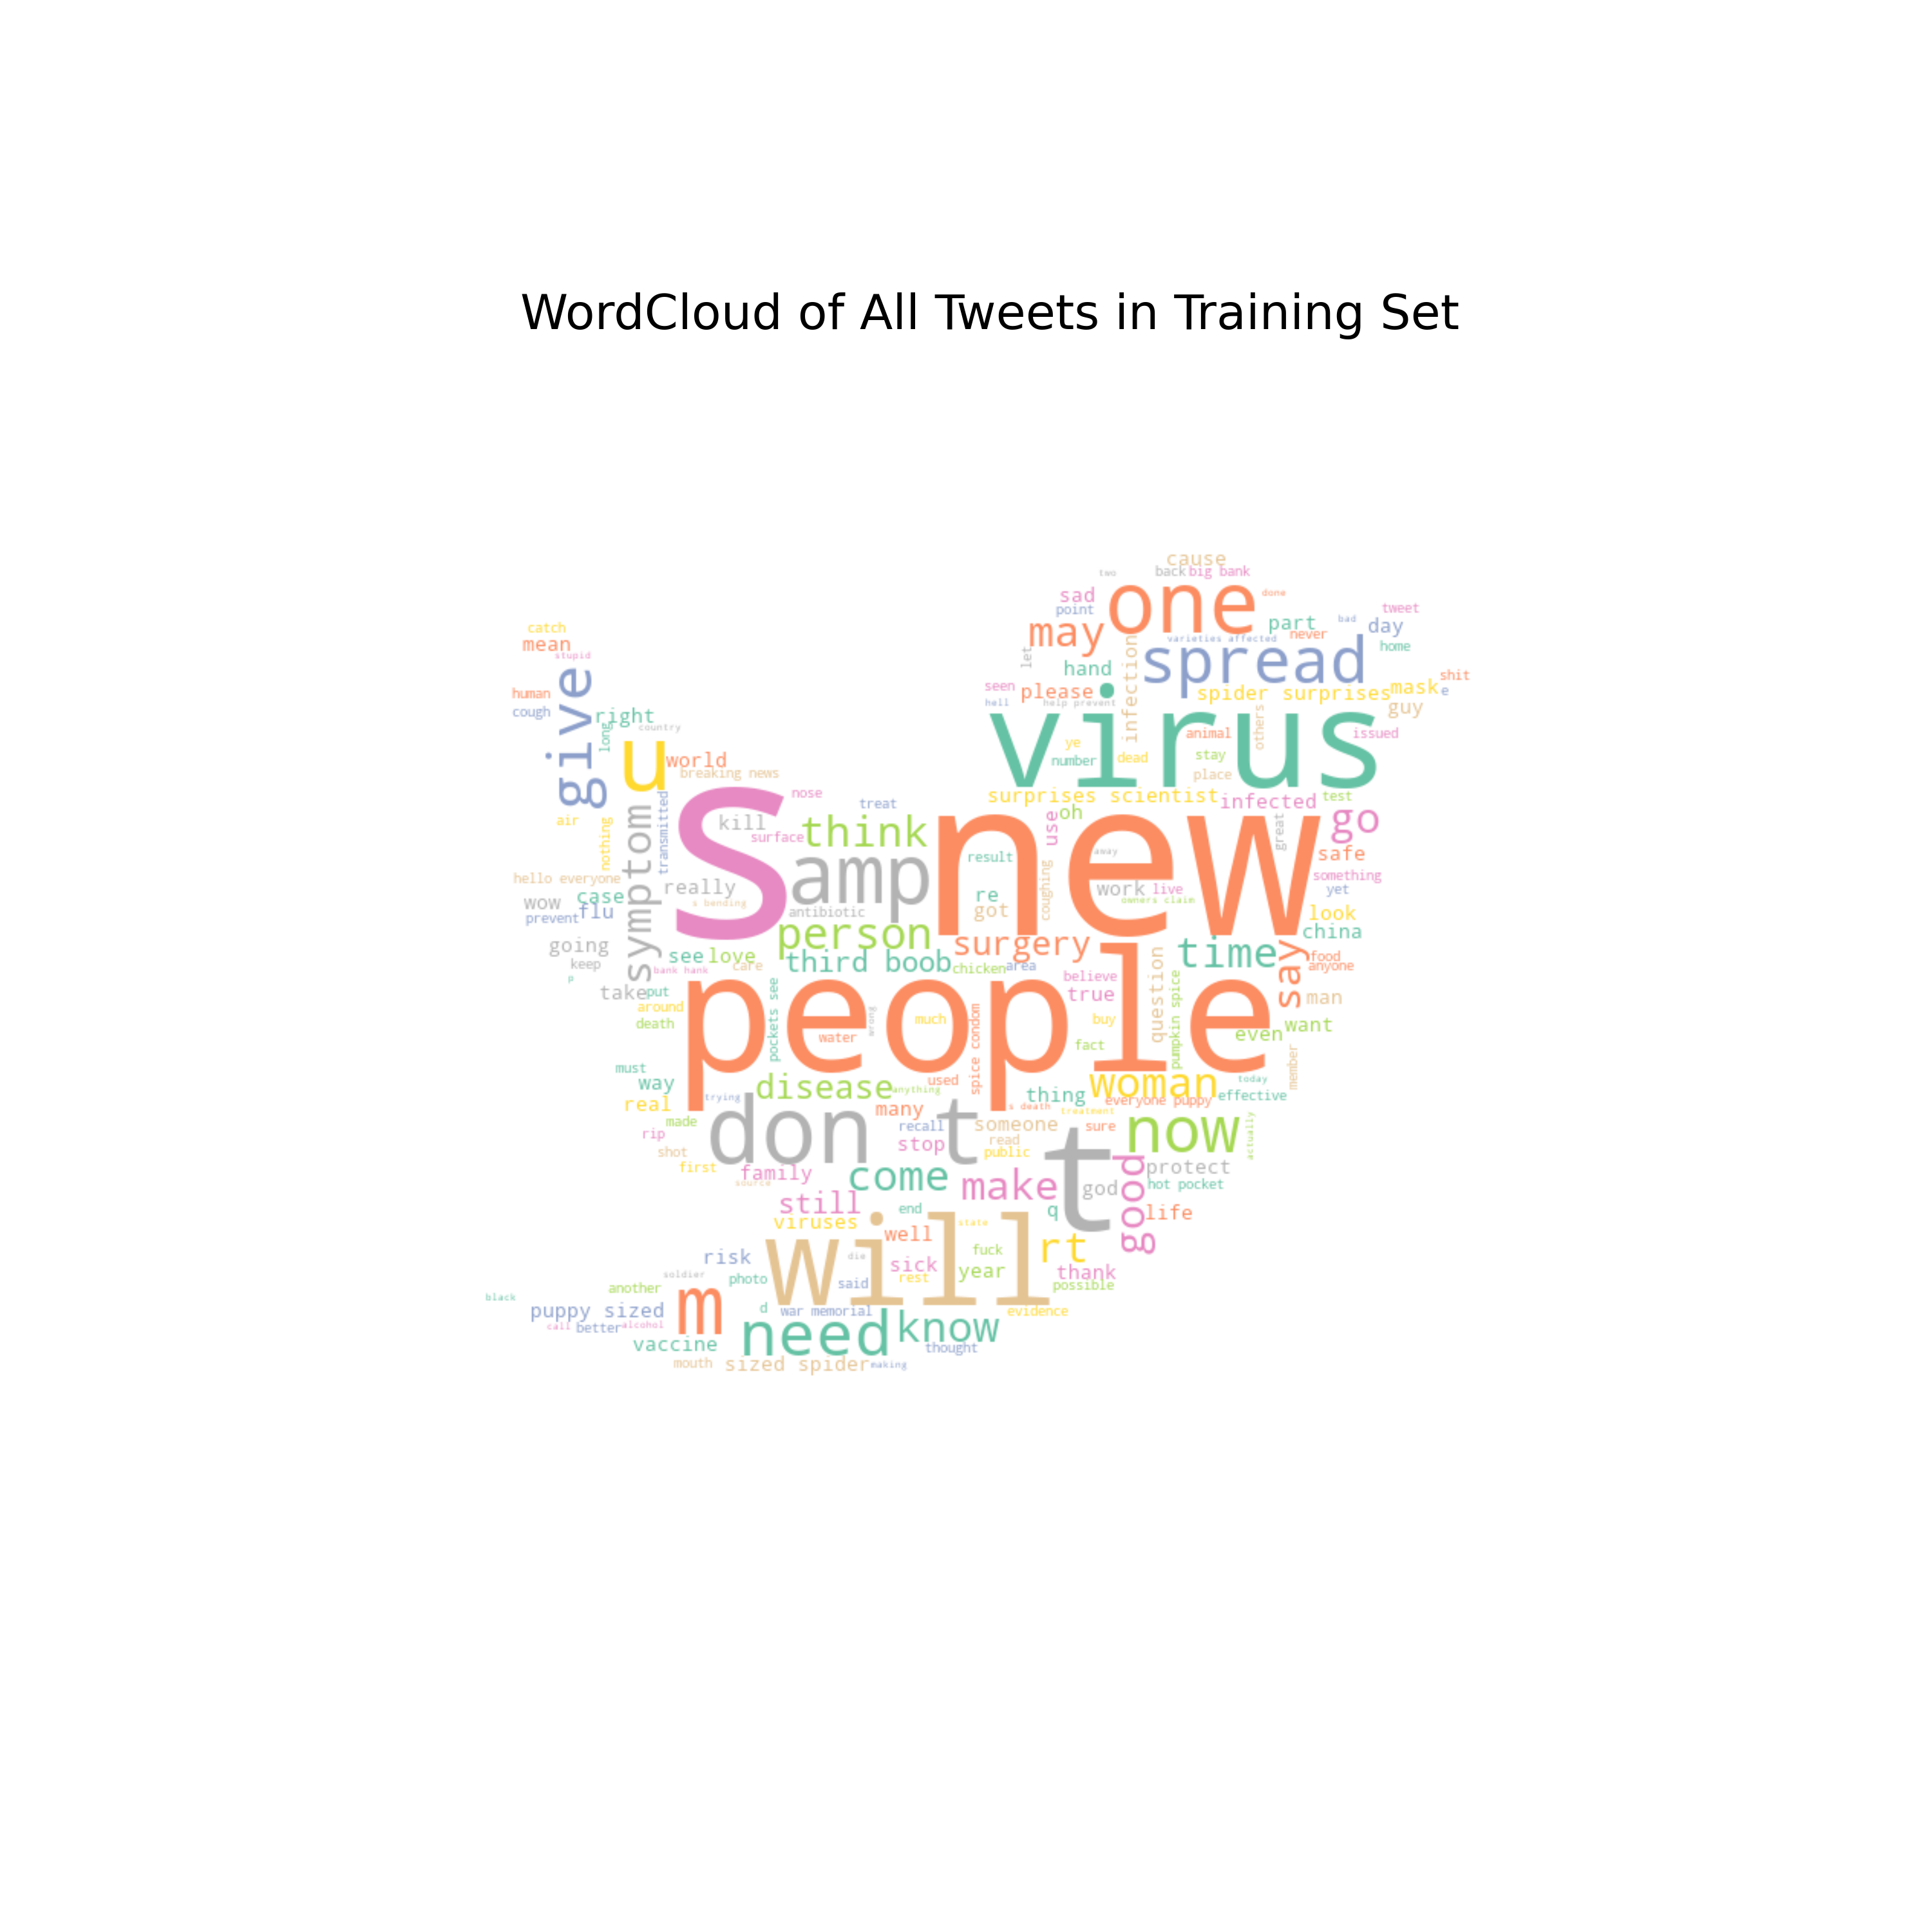 WordCloud of All Tweets in Training Set
cause
two
back
big bank
sad
one
done
point
tweet
may
part
bad
day
catch
mean
varieties affected
never
home
stupid
let
hand
infection
spread
shit
human
give
seen
please
spider surprises
mask
e
cough
right
hell
help prevent
virus
guy
long
country
others
u
ye
animal
issued
world
number
dead
stay
breaking news
place
s
nose
surprises scientist
infected
test
air
symptom
transmitted
treat
use
oh
great
go
nothing
kill
surface
think
new
result
away
safe
hello everyone
really
amp
coughing
work
live
something
wow
case
re
owners claim
yet
prevent
flu
s bending
antibiotic
got
look
going
person
surgery
time
say
china
keep
see
love
third boob
chicken
area
question
food
p
bank hank
care
believe
anyone
take
put
people
true
pumpkin spice
man
around
pockets see
wrong
much
spice condom
buy
even
want
death
water
fact
member
must
way
disease
anything
used
woman
today
real
trying
many
thing
everyone puppy
effective
made
don t
s death
treatment
rip
recall
someone
sure
now
actually
shot
stop
read
t
first
family
public
good
protect
source
come
make
god
hot pocket
still
end
q
life
viruses
will
well
state
rt
risk
die
fuck
soldier
photo
sick
year
thank
another
said
rest
possible
black
puppy sized
m
d
war memorial
evidence
call
better
alcohol
need
know
vaccine
thought
mouth
sized spider
making